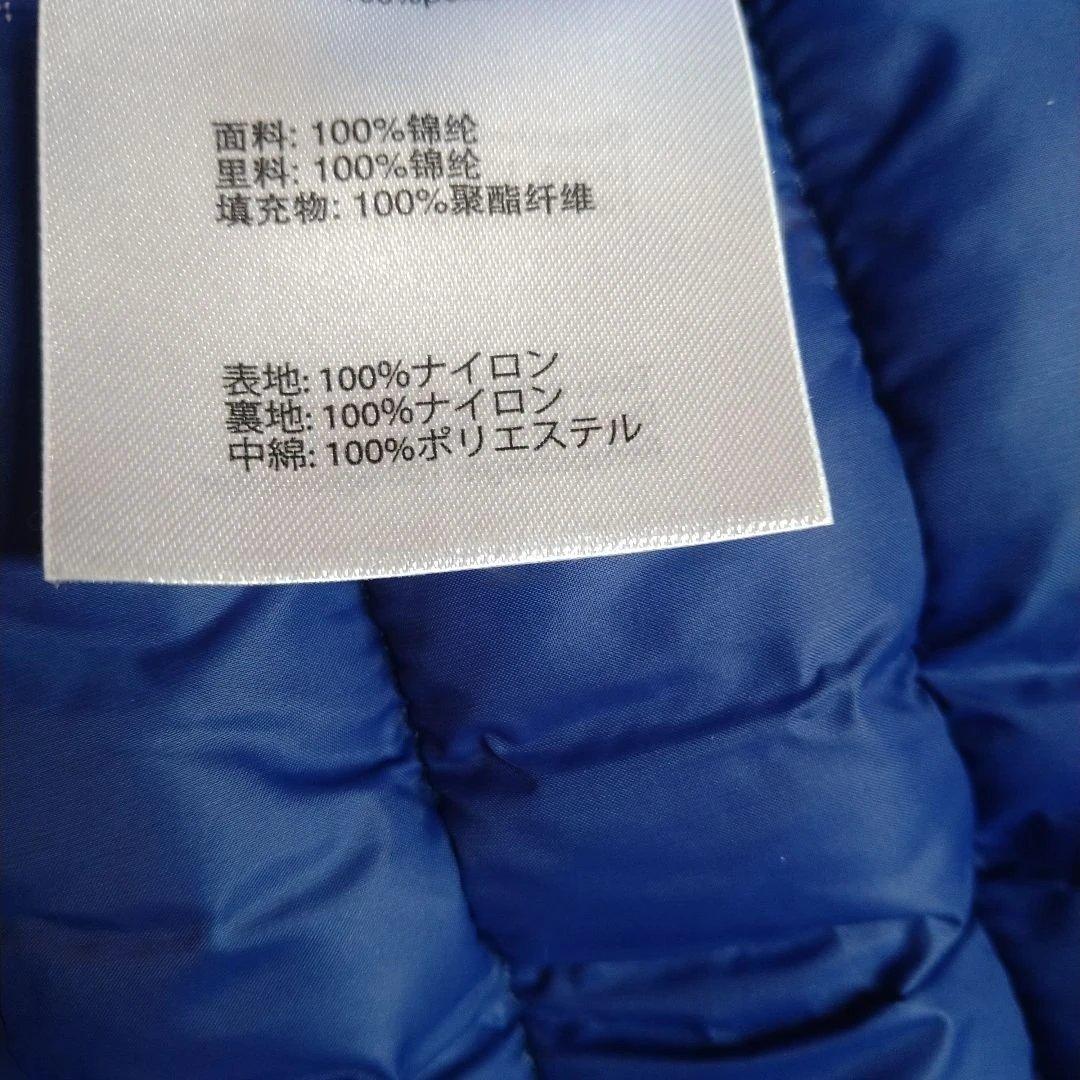 面料: 100%锦纶
里料: 100%锦纶
填充物: 100%聚酯纤维
表地: 100%ナイロン
裏地: 100%ナイロン
中綿: 100%ポリエステル